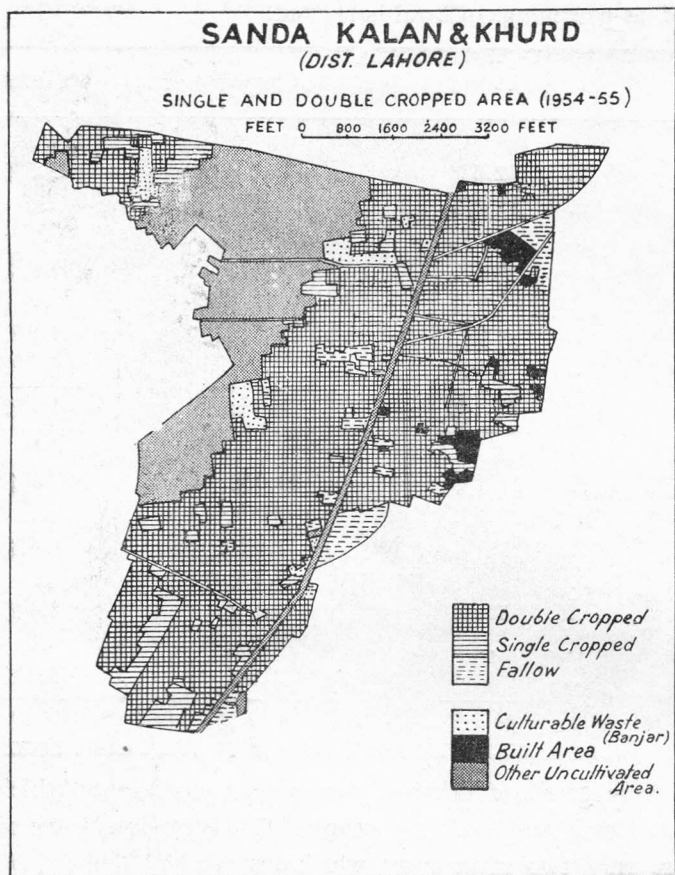 SANDA KALAN & KHURD
(DIST. LAHORE)
SINGLE AND DOUBLE CROPPED AREA (1954-55)
FEET 0 800 1600 2400 3200 FEET
Double Cropped
Single Cropped
Fallow
Culturable Waste
(Banjar)
Built Area
Other Uncultivated
Area.